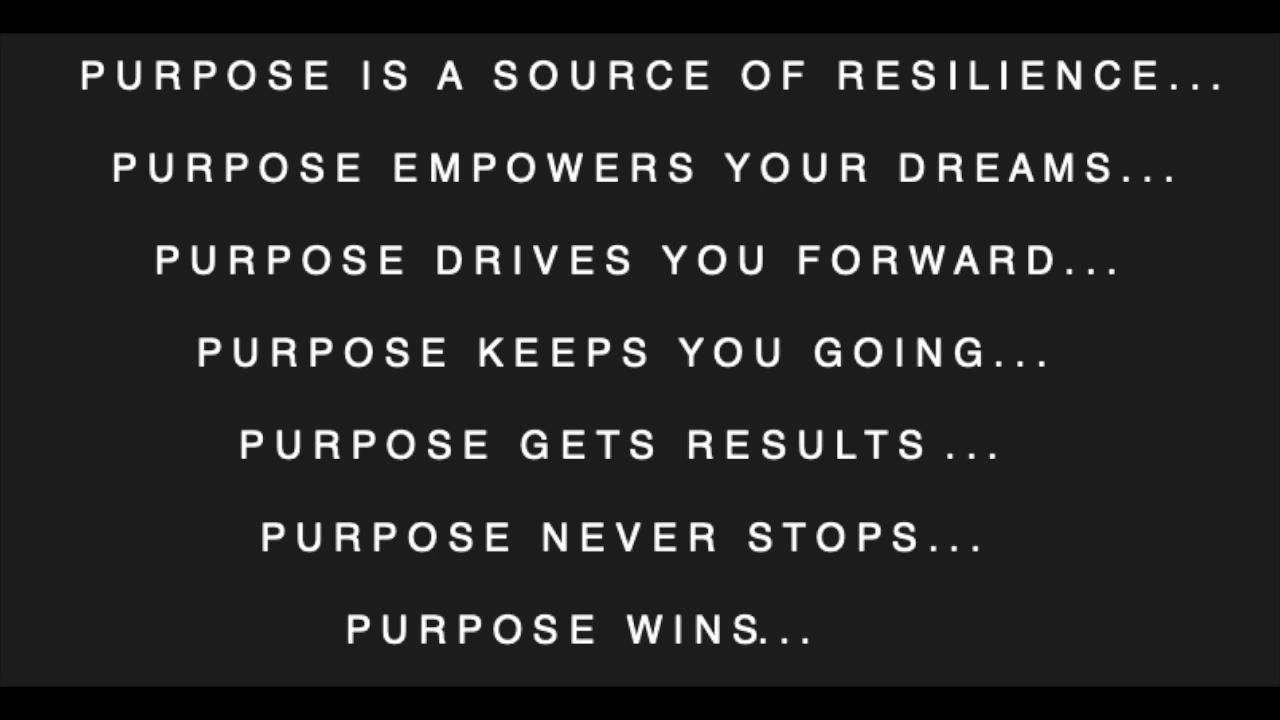 PURPOSE IS A SOURCE OF RESILIENCE...
PURPOSE EMPOWERS YOUR DREAMS...
PURPOSE DRIVES YOU FORWARD...
PURPOSE KEEPS YOU GOING...
PURPOSE GETS RESULTS ...
PURPOSE NEVER STOPS...
PURPOSE WINS...